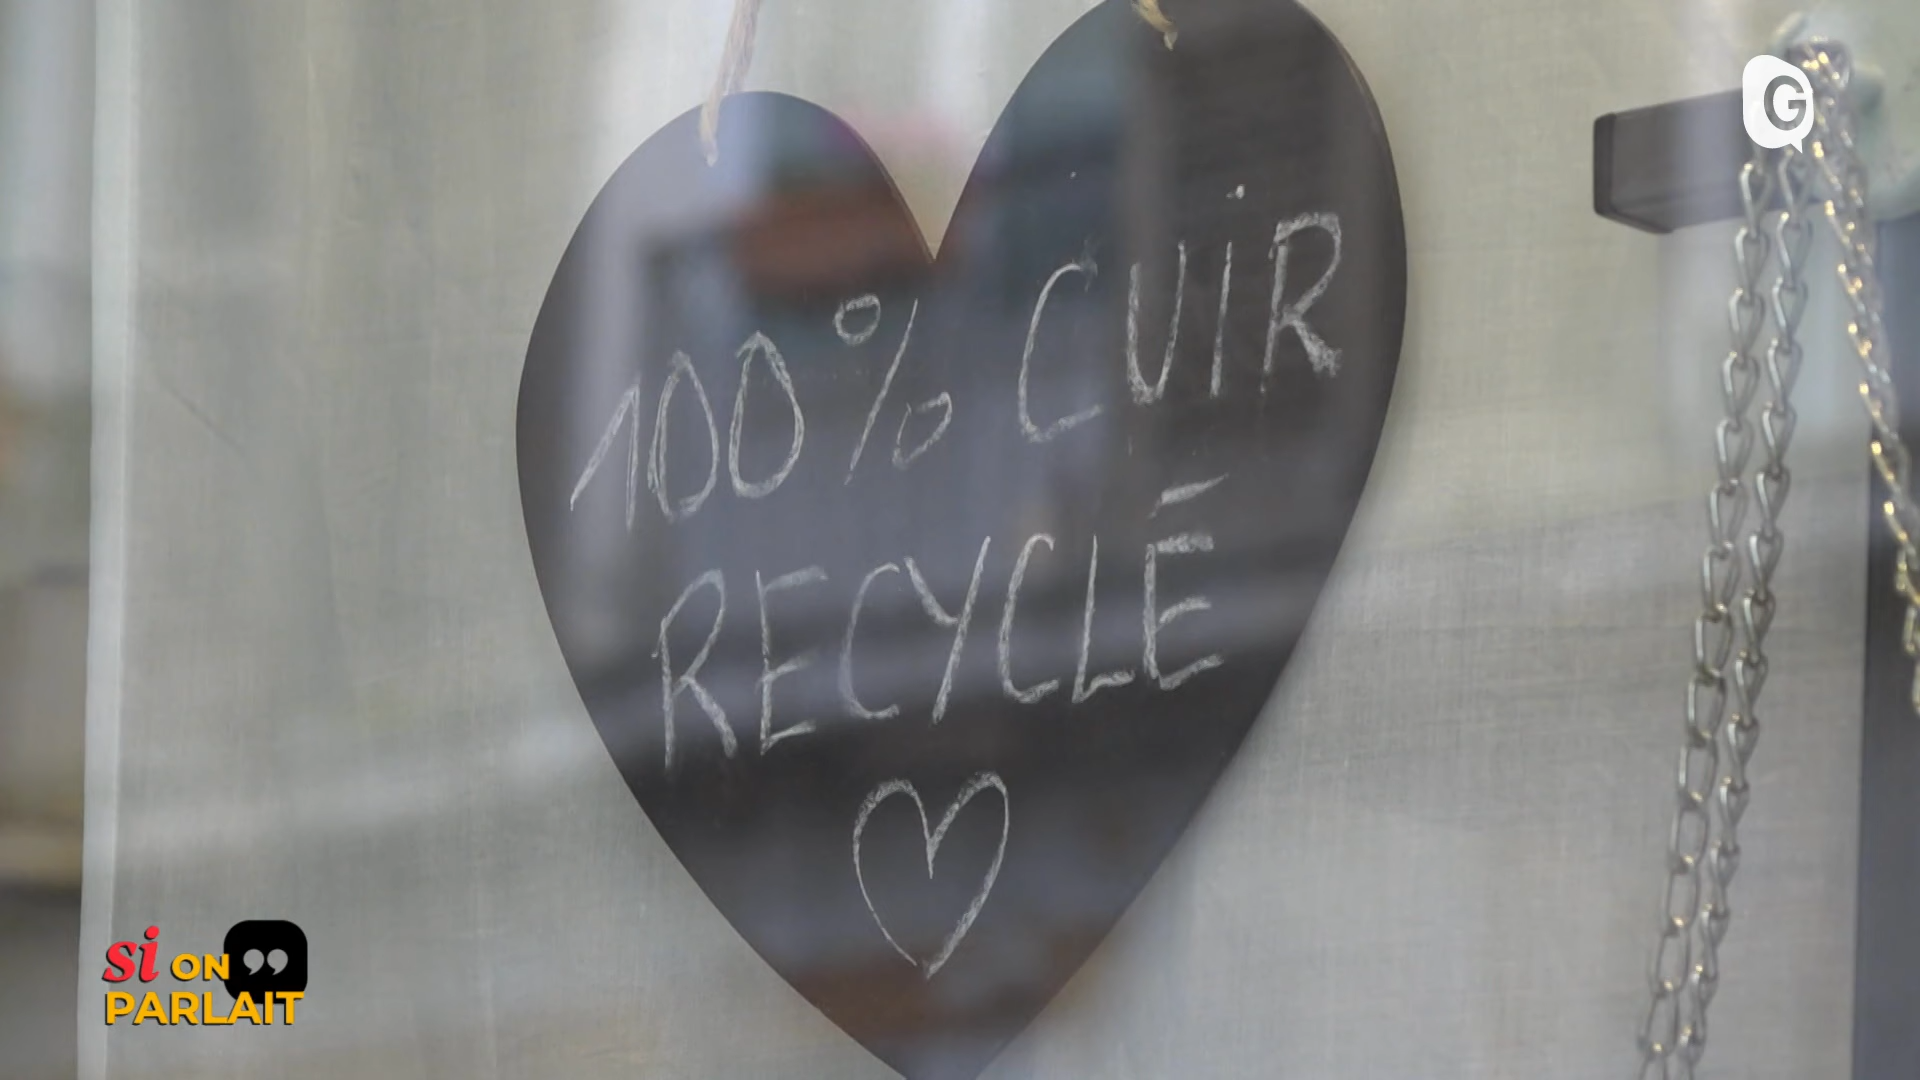 G
100% CUIR
RECYCLÉ
si ON
PARLAIT